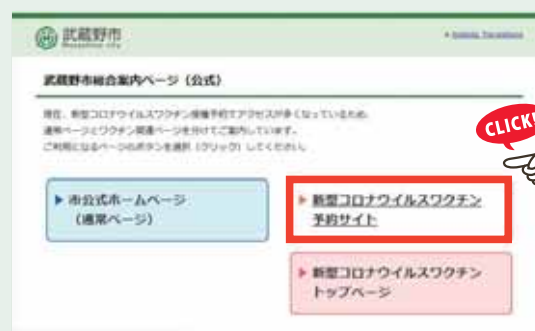 武蔵野市
Musashino city
武蔵野市総合案内ページ（公式）
現在、新型コロナウイルスワクチン接種予約でアクセスが多くなっているため、
通常ページとワクチン関連ページを分けてご案内しています。
ご利用になるページのボタンを選択（クリック）してください。
CLICK!
市公式ホームページ
（通常ページ）
新型コロナウイルスワクチン
予約サイト
新型コロナウイルスワクチン
トップページ